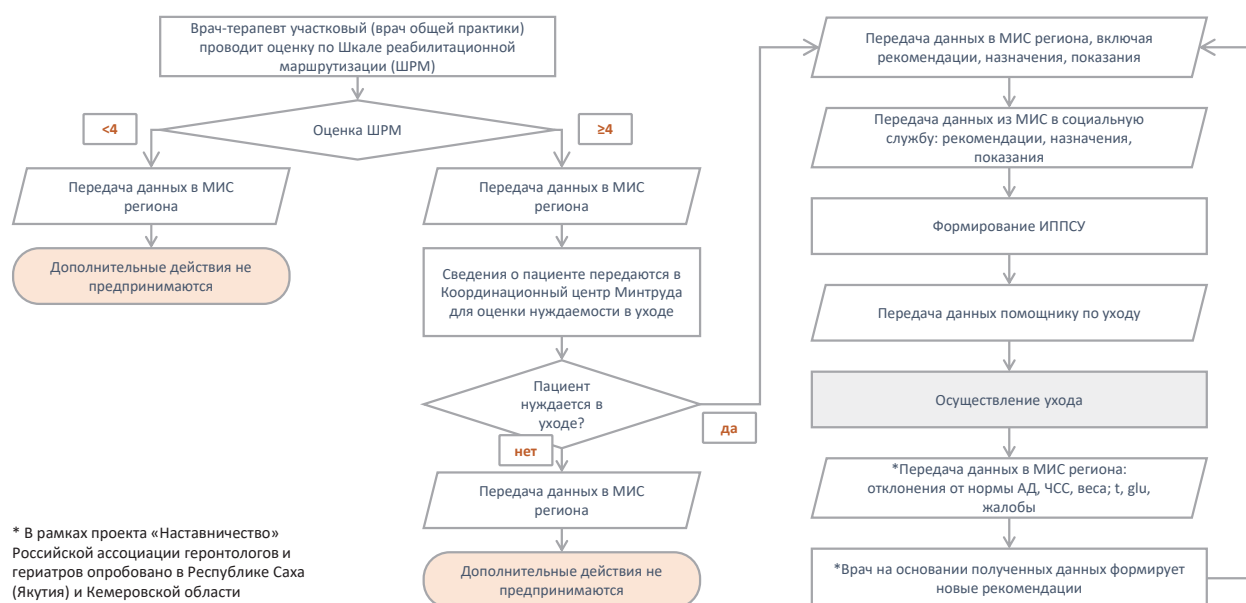 Врач-терапевт участковый (врач общей практики)
проводит оценку по Шкале реабилитационной
маршрутизации (ШРМ)
<4
Оценка ШРМ
≥4
Передача данных в МИС
региона
Дополнительные действия не
предпринимаются
Передача данных в МИС
региона
Сведения о пациенте передаются в
Координационный центр Минтруда
для оценки нуждаемости в уходе
Пациент
нуждается в
уходе?
да
нет
Передача данных в МИС
региона
Дополнительные действия не
предпринимаются
Передача данных в МИС региона, включая
рекомендации, назначения, показания
Передача данных из МИС в социальную
службу: рекомендации, назначения,
показания
Формирование ИППСУ
Передача данных помощнику по уходу
Осуществление ухода
*Передача данных в МИС региона:
отклонения от нормы АД, ЧСС, веса; t, glu,
жалобы
*Врач на основании полученных данных формирует
новые рекомендации
* В рамках проекта «Наставничество»
Российской ассоциации геронтологов и
гериатров опробовано в Республике Саха
(Якутия) и Кемеровской области